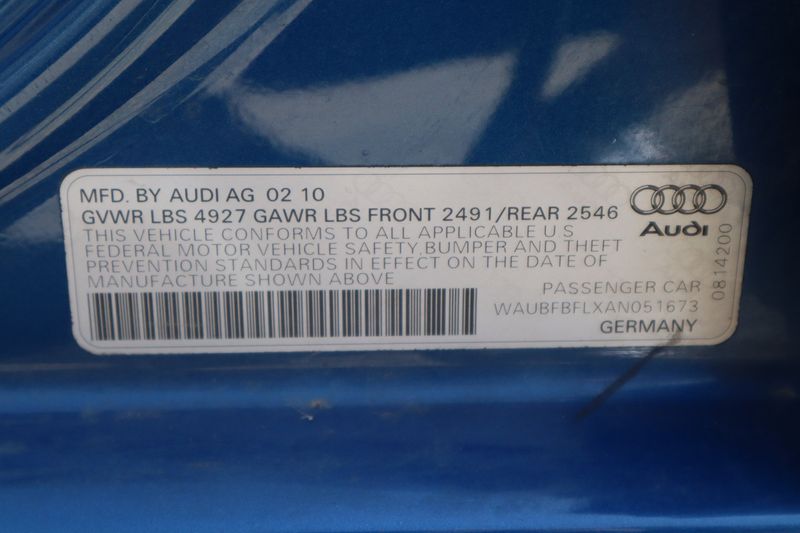 MFD. BY AUDI AG 02 10
GVWR LBS 4927 GAWR LBS FRONT 2491/REAR 2546
THIS VEHICLE CONFORMS TO ALL APPLICABLE U S
FEDERAL MOTOR VEHICLE SAFETY,BUMPER AND THEFT
PREVENTION STANDARDS IN EFFECT ON THE DATE OF
MANUFACTURE SHOWN ABOVE
Audi
0814200
PASSENGER CAR
WAUBFBFLXAN051673
GERMANY